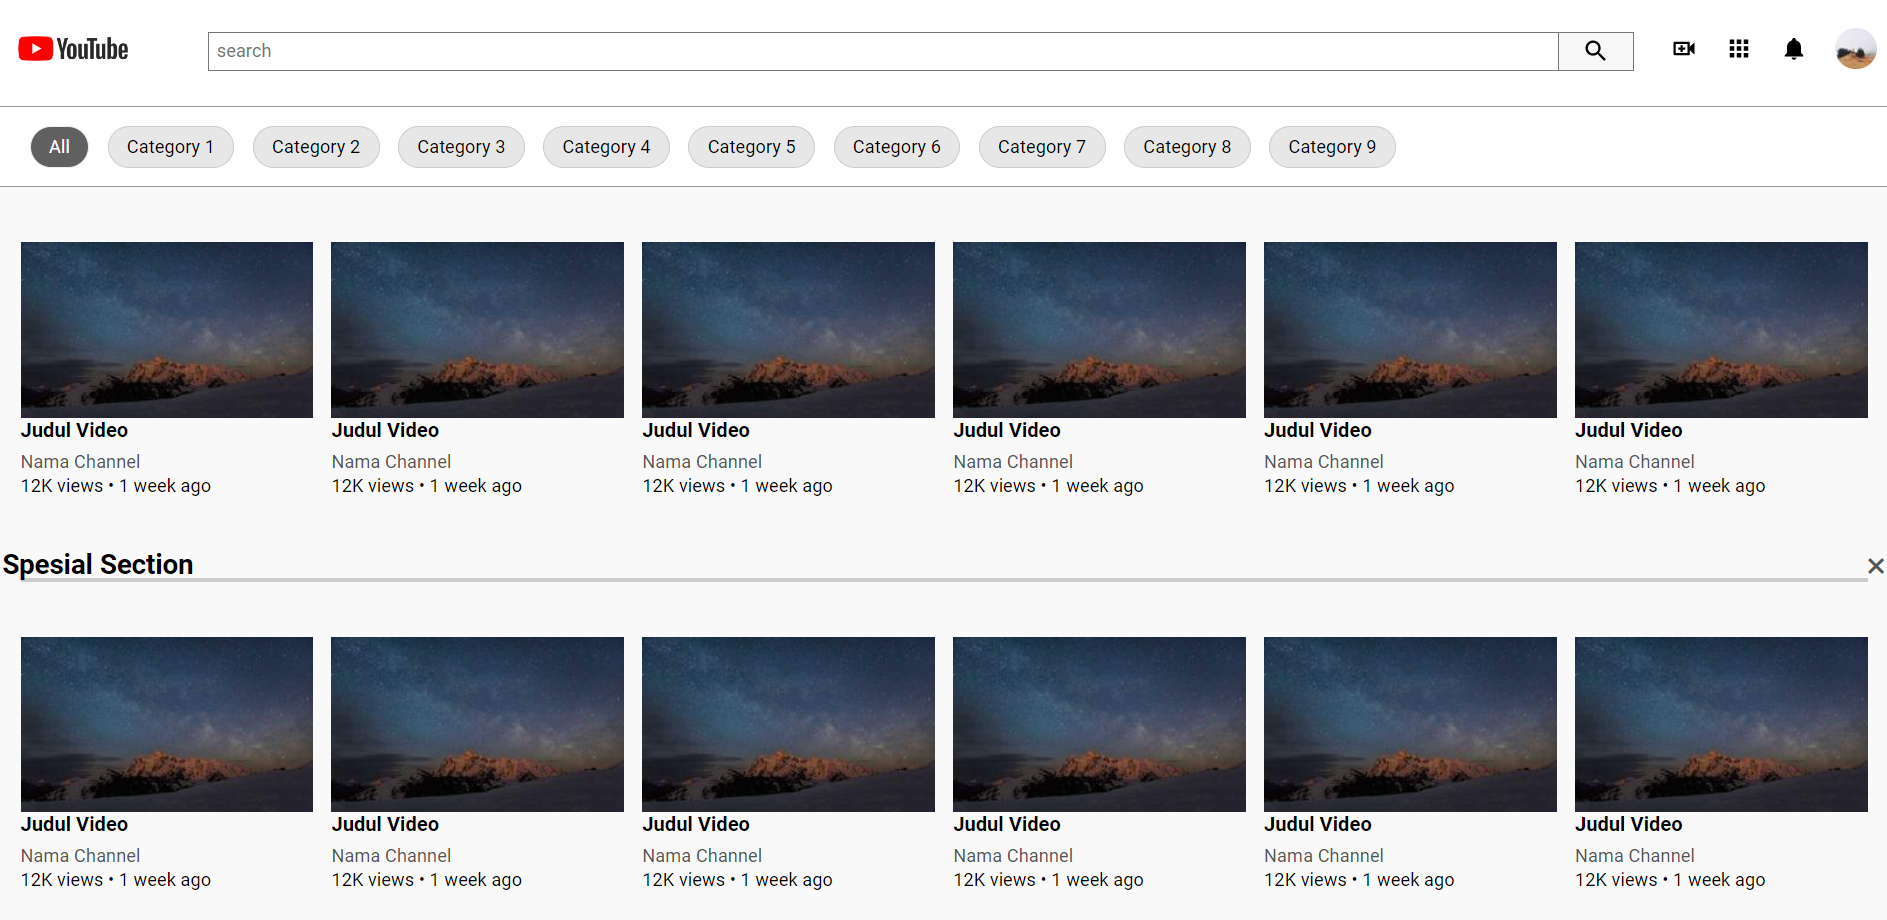 YouTube
search
All Category 1 Category 2 Category 3 Category 4 Category 5 Category 6 Category 7 Category 8 Category 9
Judul Video Judul Video Judul Video Judul Video Judul Video Judul Video
Nama Channel Nama Channel Nama Channel Nama Channel Nama Channel Nama Channel
12K views • 1 week ago 12K views • 1 week ago 12K views • 1 week ago 12K views • 1 week ago 12K views • 1 week ago 12K views • 1 week ago
Spesial Section
Judul Video Judul Video Judul Video Judul Video Judul Video Judul Video
Nama Channel Nama Channel Nama Channel Nama Channel Nama Channel Nama Channel
12K views • 1 week ago 12K views • 1 week ago 12K views • 1 week ago 12K views • 1 week ago 12K views • 1 week ago 12K views • 1 week ago